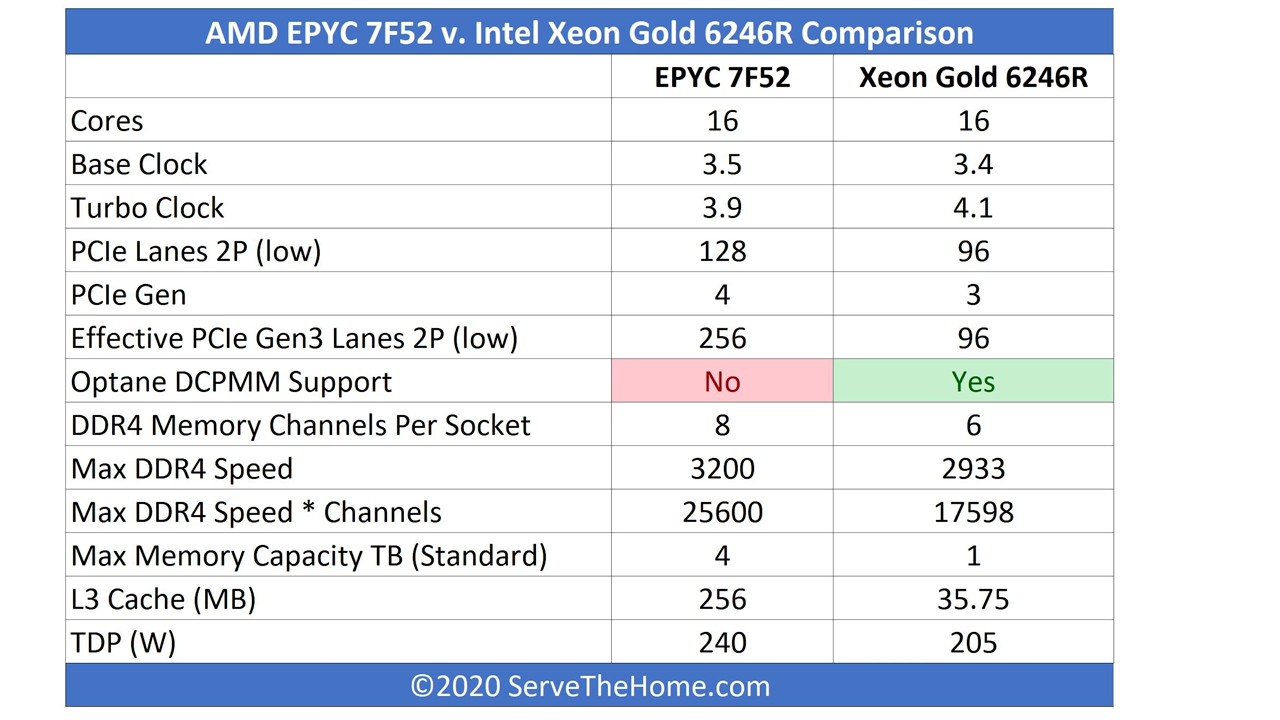 AMD EPYC 7F52 v. Intel Xeon Gold 6246R Comparison
EPYC 7F52 Xeon Gold 6246R
Cores 16 16
Base Clock 3.5 3.4
Turbo Clock 3.9 4.1
PCIe Lanes 2P (low) 128 96
PCIe Gen 4 3
Effective PCIe Gen3 Lanes 2P (low) 256 96
Optane DCPMM Support No Yes
DDR4 Memory Channels Per Socket 8 6
Max DDR4 Speed 3200 2933
Max DDR4 Speed * Channels 25600 17598
Max Memory Capacity TB (Standard) 4 1
L3 Cache (MB) 256 35.75
TDP (W) 240 205
©2020 ServeTheHome.com